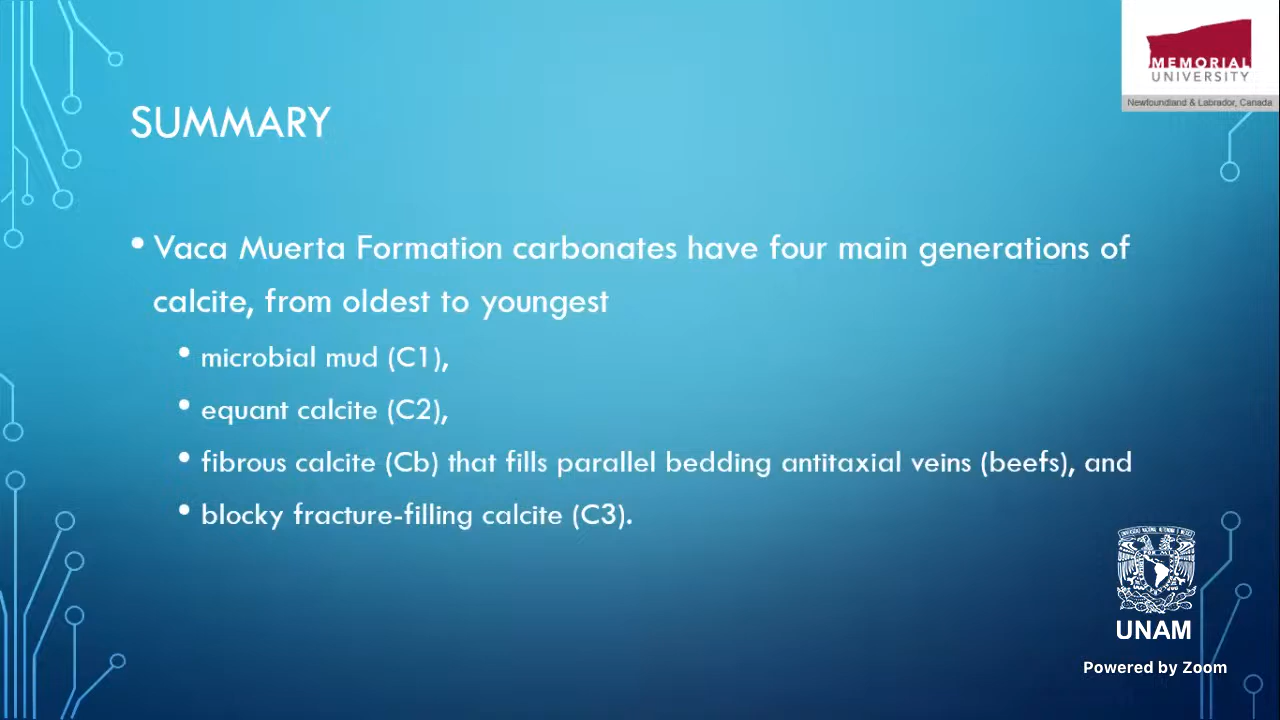 MEMORIAL
UNIVERSITY
Newfoundland & Labrador, Canada
SUMMARY
• Vaca Muerta Formation carbonates have four main generations of
calcite, from oldest to youngest
• microbial mud (C1),
• equant calcite (C2),
• fibrous calcite (Cb) that fills parallel bedding antitaxial veins (beefs), and
• blocky fracture-filling calcite (C3).
UNAM
Powered by Zoom